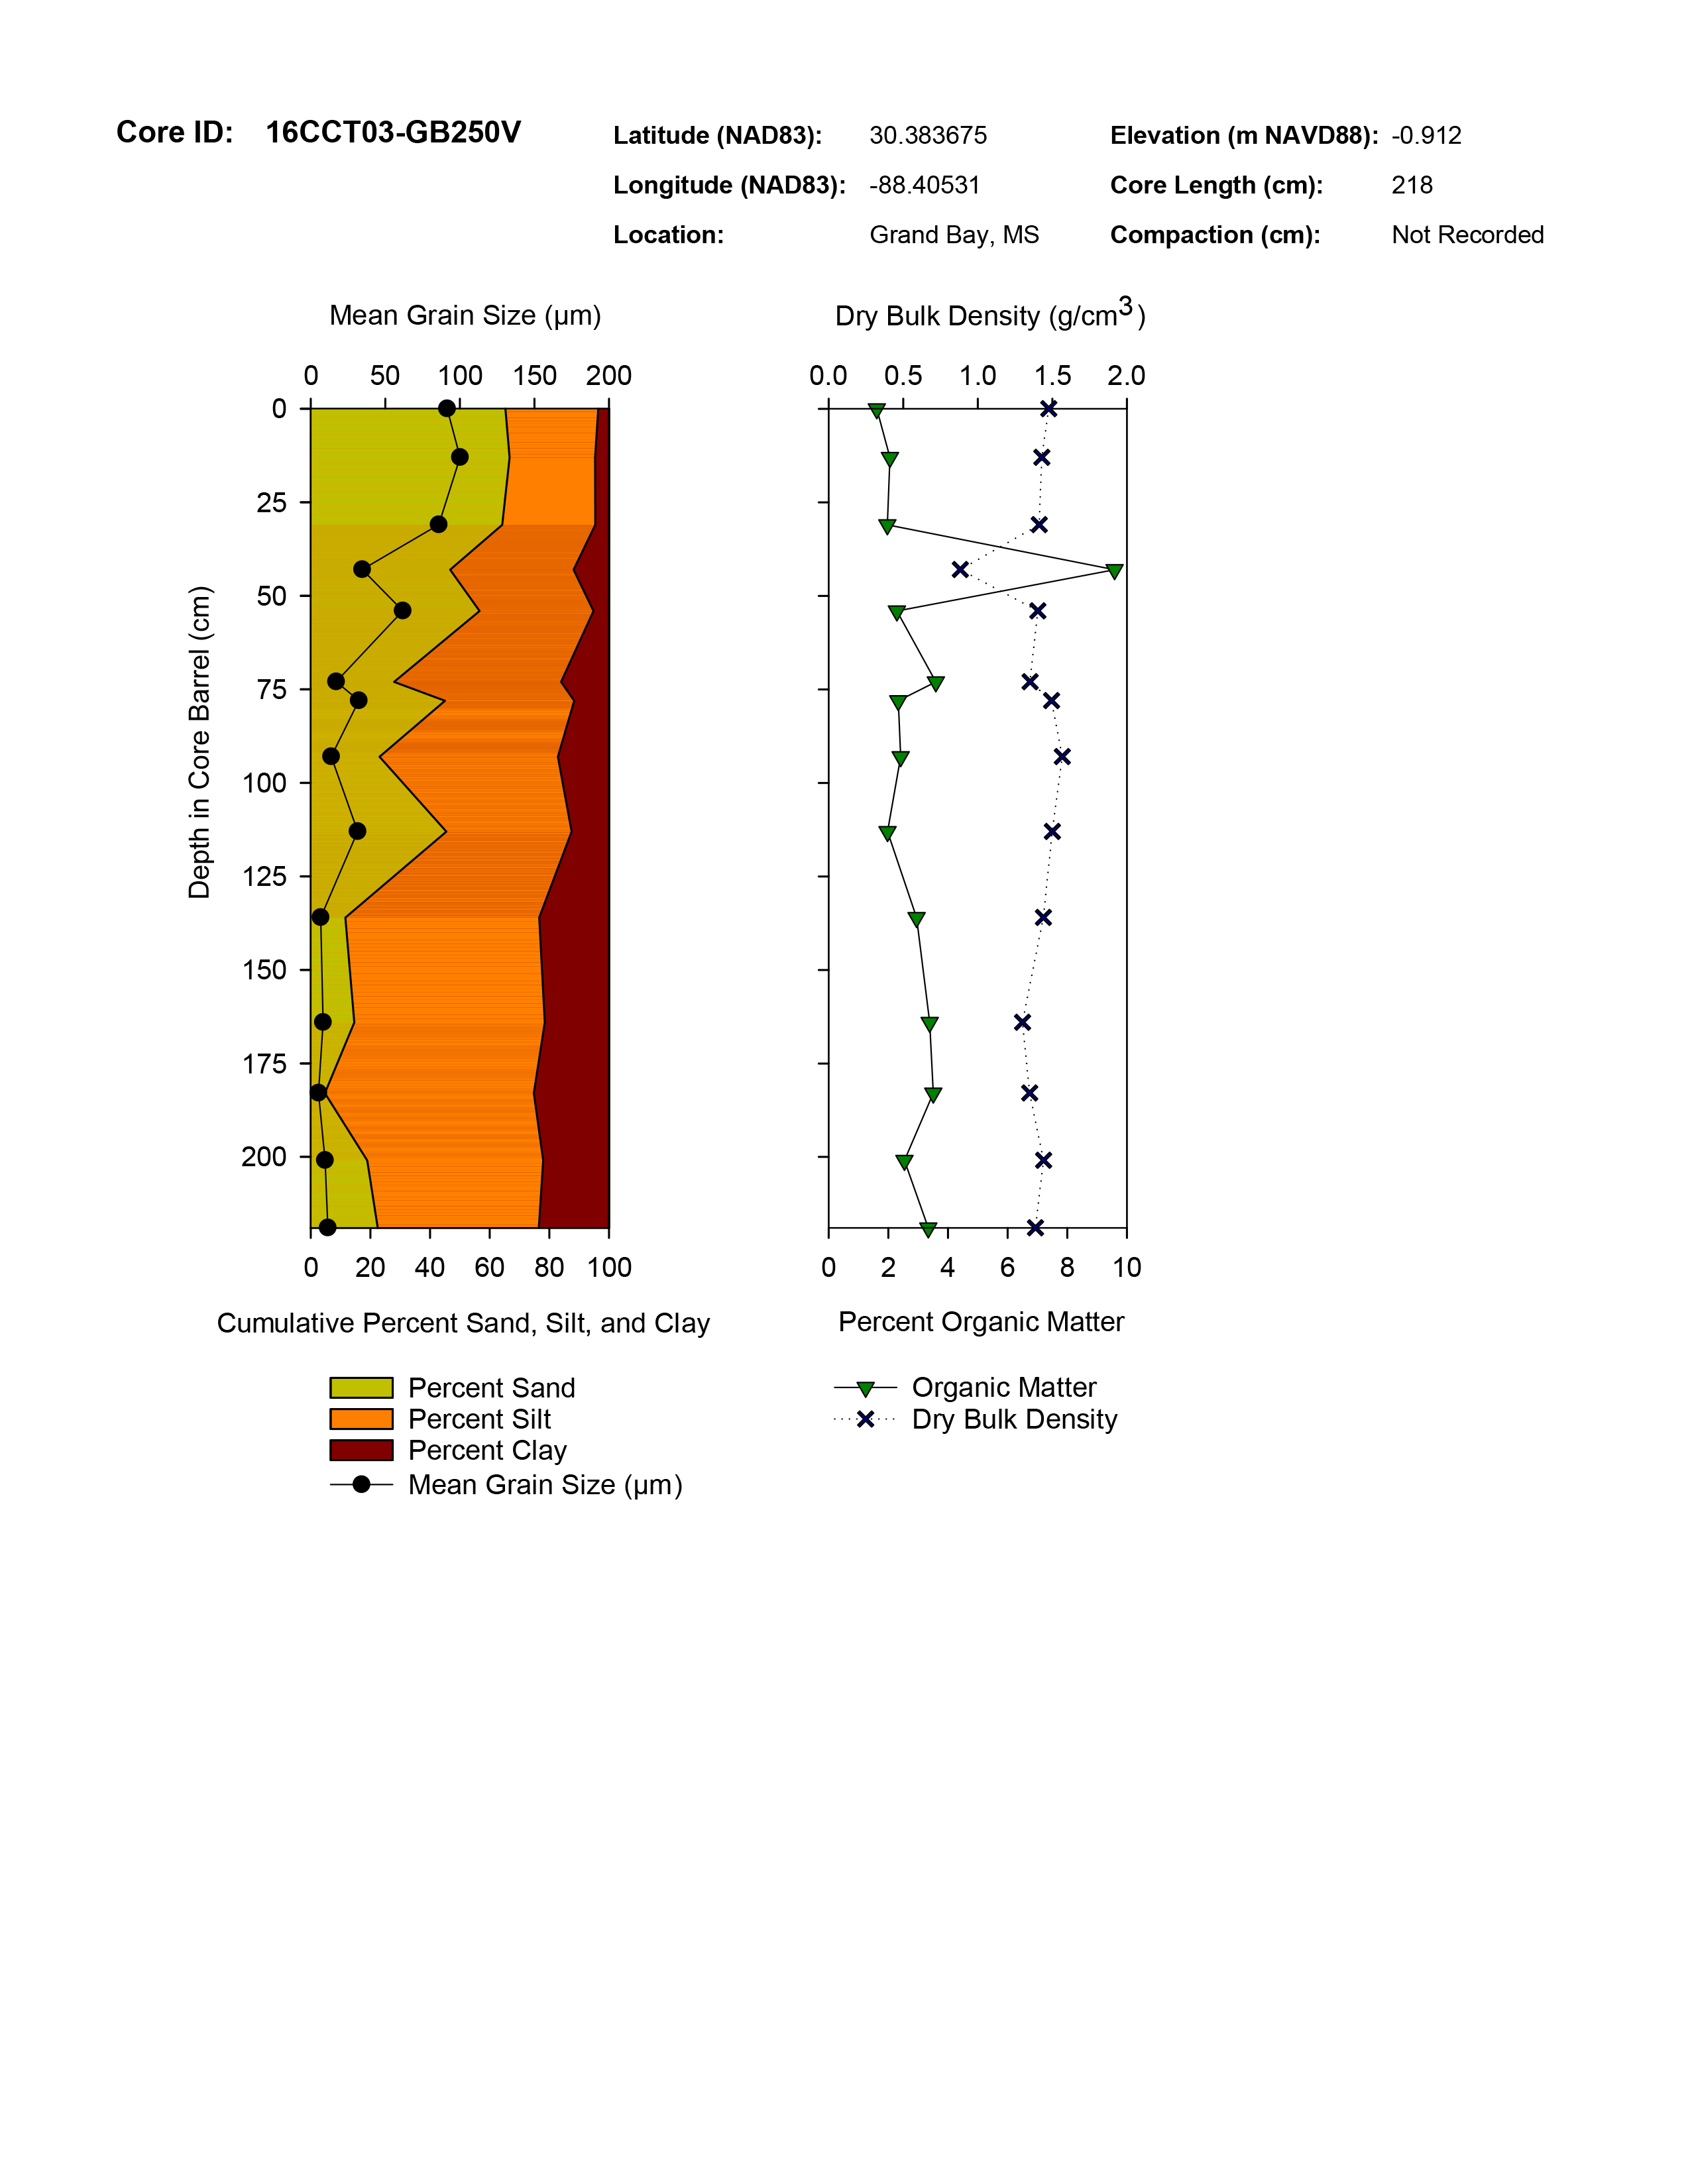 Core ID: 16CCT03-GB250V
Latitude (NAD83): 30.383675
Elevation (m NAVD88): -0.912
Longitude (NAD83): -88.40531
Core Length (cm): 218
Location: Grand Bay, MS
Compaction (cm): Not Recorded
Mean Grain Size (µm)
0 50 100 150 200
Depth in Core Barrel (cm)
0
25
50
75
100
125
150
175
200
0 20 40 60 80 100
Cumulative Percent Sand, Silt, and Clay
Percent Sand
Percent Silt
Percent Clay
Mean Grain Size (µm)
Dry Bulk Density (g/cm³)
0.0 0.5 1.0 1.5 2.0
0 2 4 6 8 10
Percent Organic Matter
Organic Matter
Dry Bulk Density